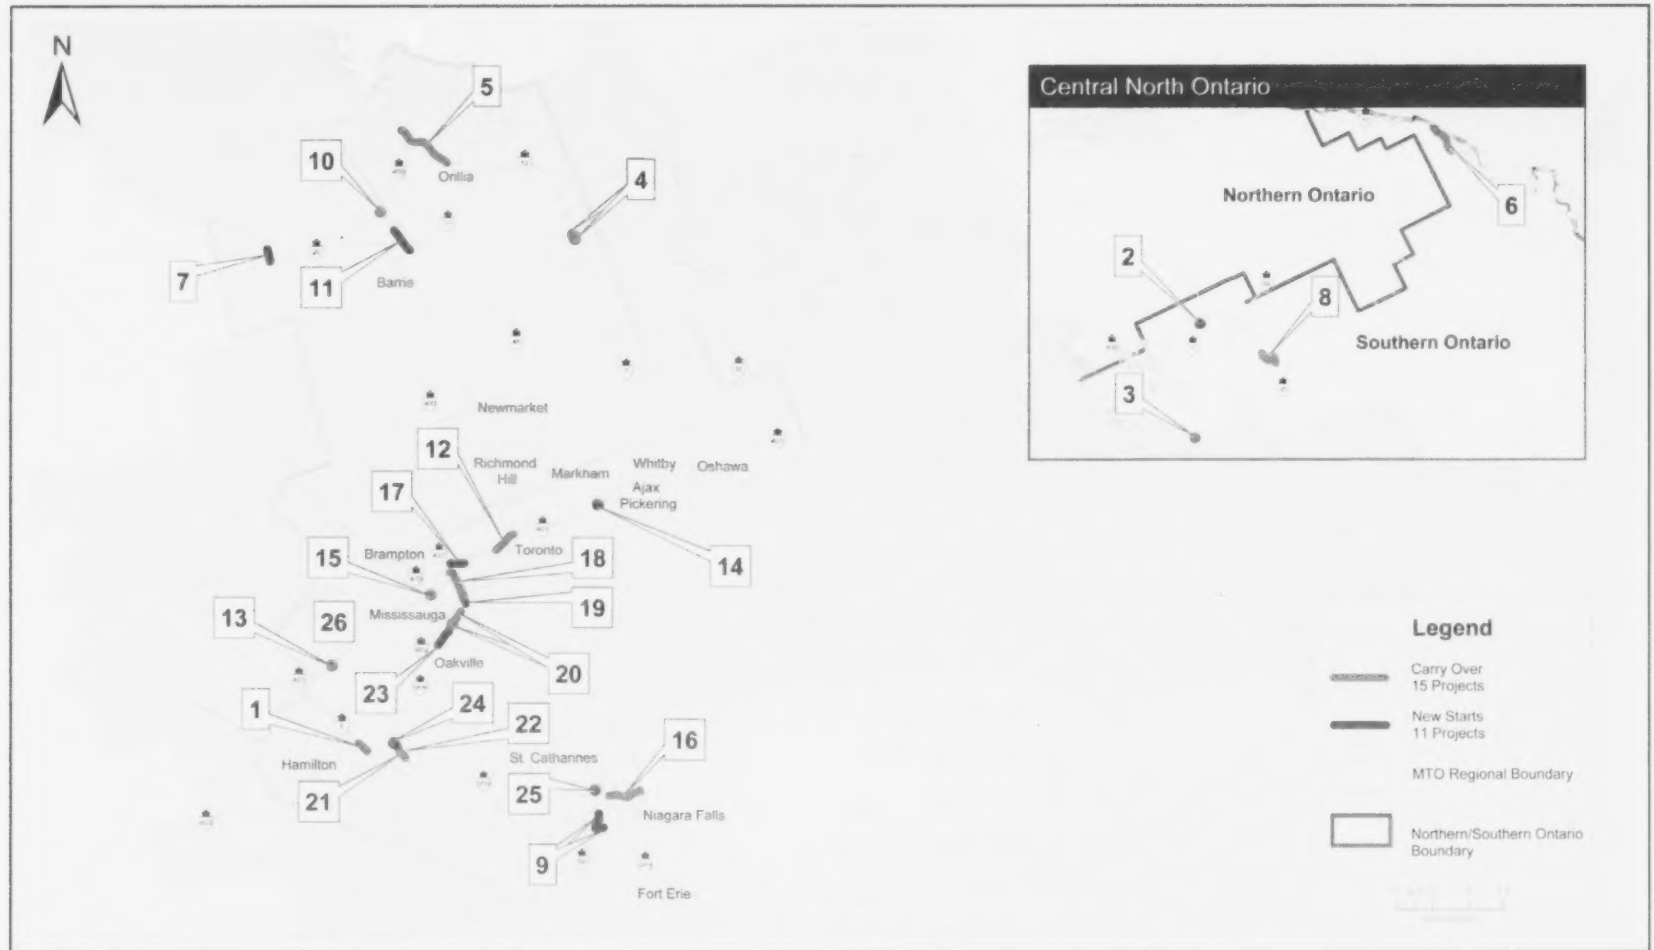 N
5
10
Orillia
4
7
11
Barrie
Newmarket
12
Richmond
Hill
Markham
Whitby
Oshawa
Ajax
Pickering
17
Brampton
Toronto
15
18
14
19
13
26
Mississauga
Oakville
20
23
1
24
22
Hamilton
St. Catharines
16
21
25
Niagara Falls
9
Fort Erie
Central North Ontario
Northern Ontario
6
2
8
Southern Ontario
3
Legend
Carry Over
15 Projects
New Starts
11 Projects
MTO Regional Boundary
Northern/Southern Ontario
Boundary